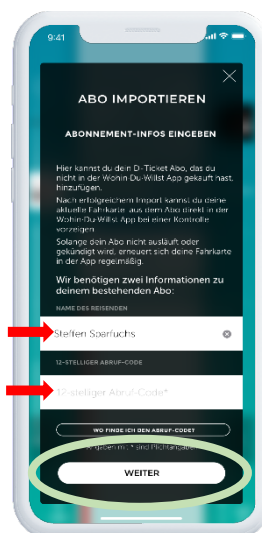 9:41
ABO IMPORTIEREN
ABONNEMENT-INFOS EINGEBEN
Hier kannst du dein D-Ticket Abo, das du
nicht in der Wohin-Du-Willst App gekauft hast,
hinzufügen.
Nach erfolgreichem Import kannst du deine
aktuelle Fahrkarte aus dem Abo direkt in der
Wohin-Du-Willst App bei einer Kontrolle
vorzeigen.
Solange dein Abo nicht ausläuft oder
gekündigt wird, erneuert sich deine Fahrkarte
in der App regelmäßig.
Wir benötigen zwei Informationen zu
deinem bestehenden Abo:
NAME DES REISENDEN
Steffen Sparfuchs
12-STELLIGER ABRUF-CODE
12-stelliger Abruf-Code*
WO FINDE ICH DEN ABRUF-CODE?
Angaben mit * sind Pflichtangaben
WEITER